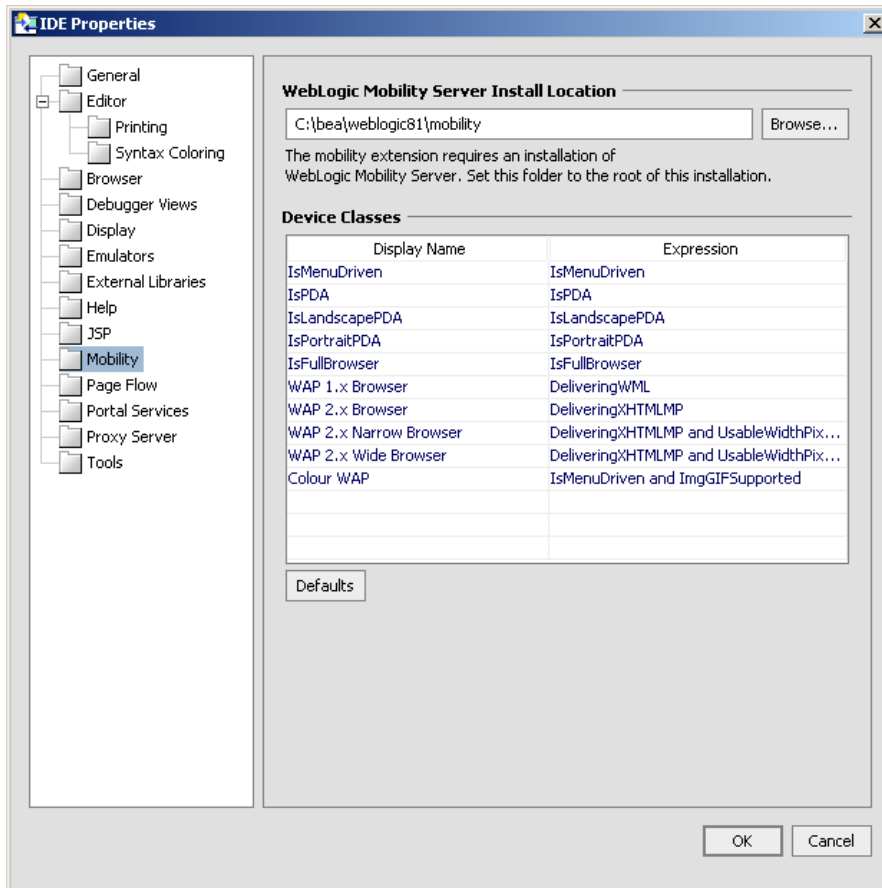 IDE Properties
General
Editor
Printing
Syntax Coloring
Browser
Debugger Views
Display
Emulators
External Libraries
Help
JSP
Mobility
Page Flow
Portal Services
Proxy Server
Tools
WebLogic Mobility Server Install Location
C:\bea\weblogic81\mobility Browse...
The mobility extension requires an installation of
WebLogic Mobility Server. Set this folder to the root of this installation.
Device Classes
Display Name Expression
IsMenuDriven IsMenuDriven
IsPDA IsPDA
IsLandscapePDA IsLandscapePDA
IsPortraitPDA IsPortraitPDA
IsFullBrowser IsFullBrowser
WAP 1.x Browser DeliveringWML
WAP 2.x Browser DeliveringXHTMLMP
WAP 2.x Narrow Browser DeliveringXHTMLMP and UsableWidthPix...
WAP 2.x Wide Browser DeliveringXHTMLMP and UsableWidthPix...
Colour WAP IsMenuDriven and ImgGIFSupported
Defaults
OK Cancel